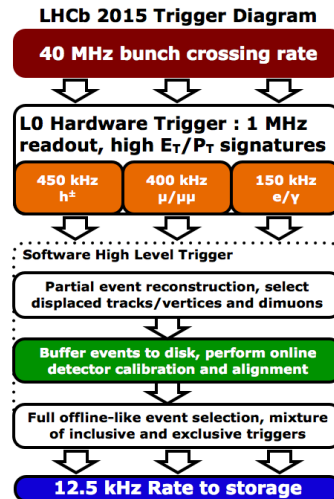 LHCb 2015 Trigger Diagram
40 MHz bunch crossing rate
L0 Hardware Trigger : 1 MHz
readout, high E_T/P_T signatures
450 kHz
h±
400 kHz
μ/μμ
150 kHz
e/γ
Software High Level Trigger
Partial event reconstruction, select
displaced tracks/vertices and dimuons
Buffer events to disk, perform online
detector calibration and alignment
Full offline-like event selection, mixture
of inclusive and exclusive triggers
12.5 kHz Rate to storage